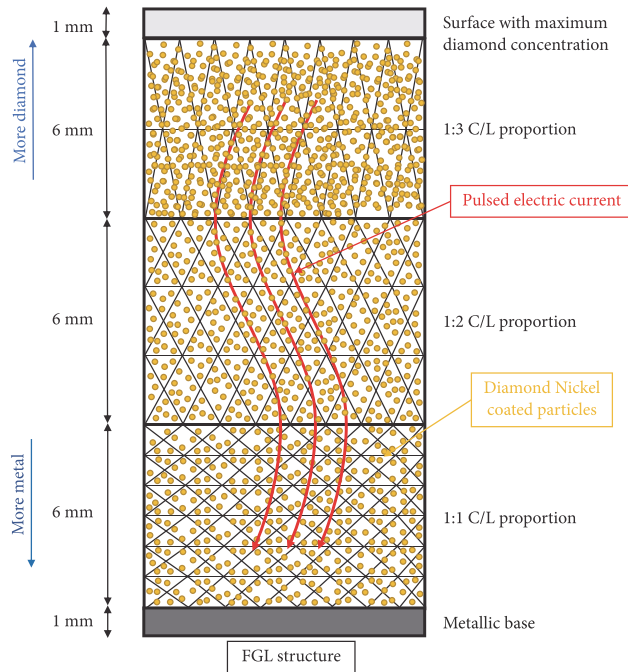 1 mm
Surface with maximum
diamond concentration
More diamond
6 mm
1:3 C/L proportion
Pulsed electric current
6 mm
1:2 C/L proportion
Diamond Nickel
coated particles
More metal
6 mm
1:1 C/L proportion
1 mm
Metallic base
FGL structure